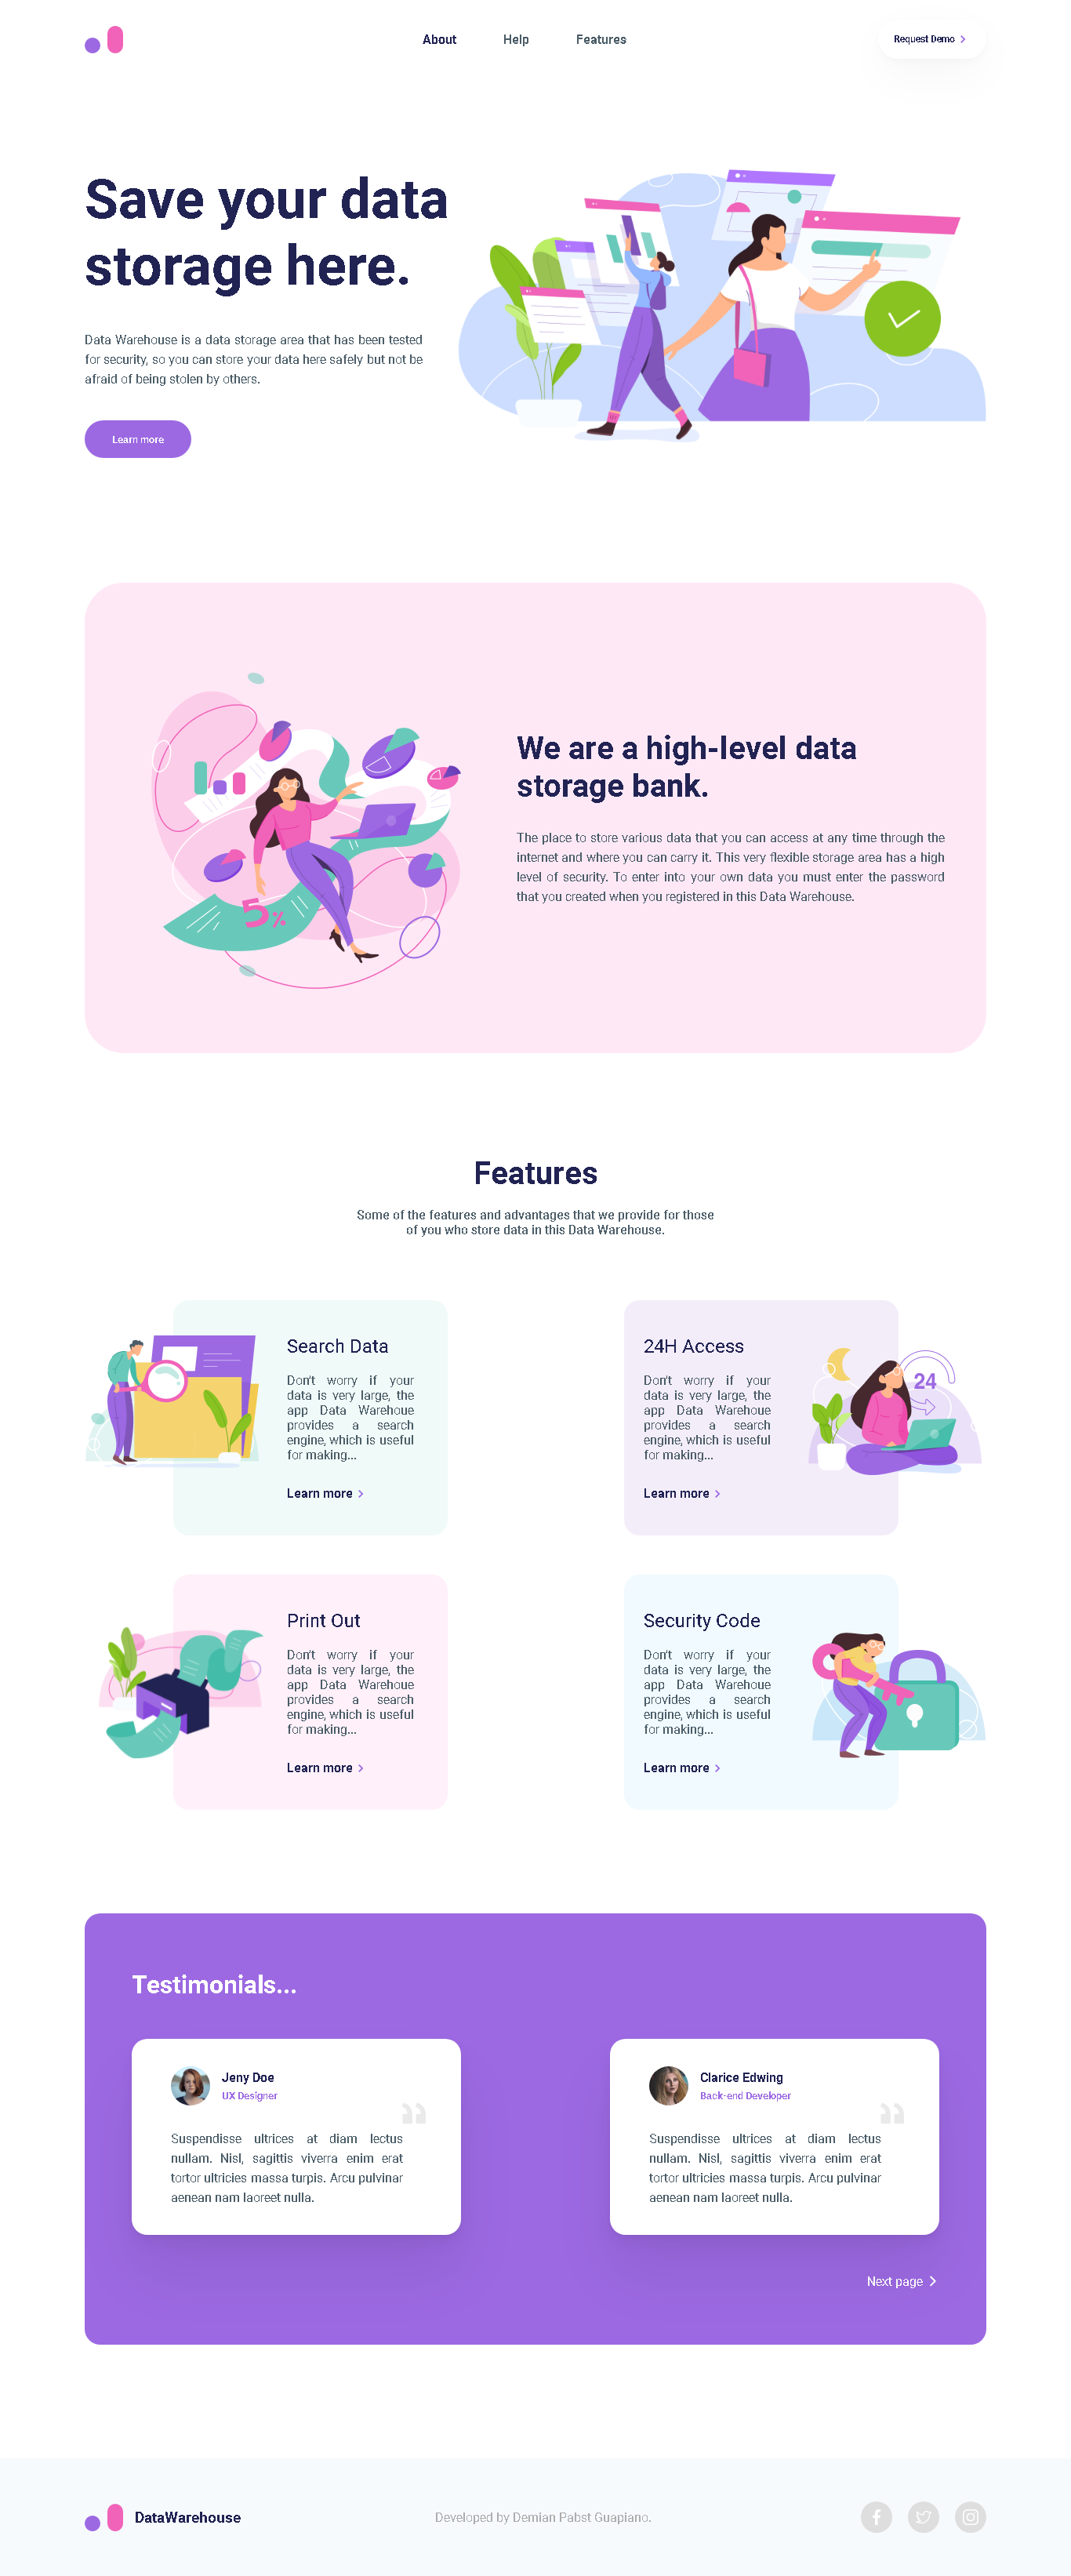 About
Help
Features
Request Demo
Save your data
storage here.
Data Warehouse is a data storage area that has been tested
for security, so you can store your data here safely but not be
afraid of being stolen by others.
Learn more
5%
We are a high-level data
storage bank.
The place to store various data that you can access at any time through the
internet and where you can carry it. This very flexible storage area has a high
level of security. To enter into your own data you must enter the password
that you created when you registered in this Data Warehouse.
Features
Some of the features and advantages that we provide for those
of you who store data in this Data Warehouse.
Search Data
Don't worry if your
data is very large, the
app Data Warehoue
provides a search
engine, which is useful
for making...
Learn more
24H Access
Don't worry if your
data is very large, the
app Data Warehoue
provides a search
engine, which is useful
for making...
Learn more
24
Print Out
Don't worry if your
data is very large, the
app Data Warehoue
provides a search
engine, which is useful
for making...
Learn more
Security Code
Don't worry if your
data is very large, the
app Data Warehoue
provides a search
engine, which is useful
for making...
Learn more
Testimonials...
Jeny Doe
UX Designer
Suspendisse ultrices at diam lectus
nullam. Nisl, sagittis viverra enim erat
tortor ultricies massa turpis. Arcu pulvinar
aenean nam laoreet nulla.
Clarice Edwing
Back-end Developer
Suspendisse ultrices at diam lectus
nullam. Nisl, sagittis viverra enim erat
tortor ultricies massa turpis. Arcu pulvinar
aenean nam laoreet nulla.
Next page
DataWarehouse
Developed by Demian Pabst Guapiano.